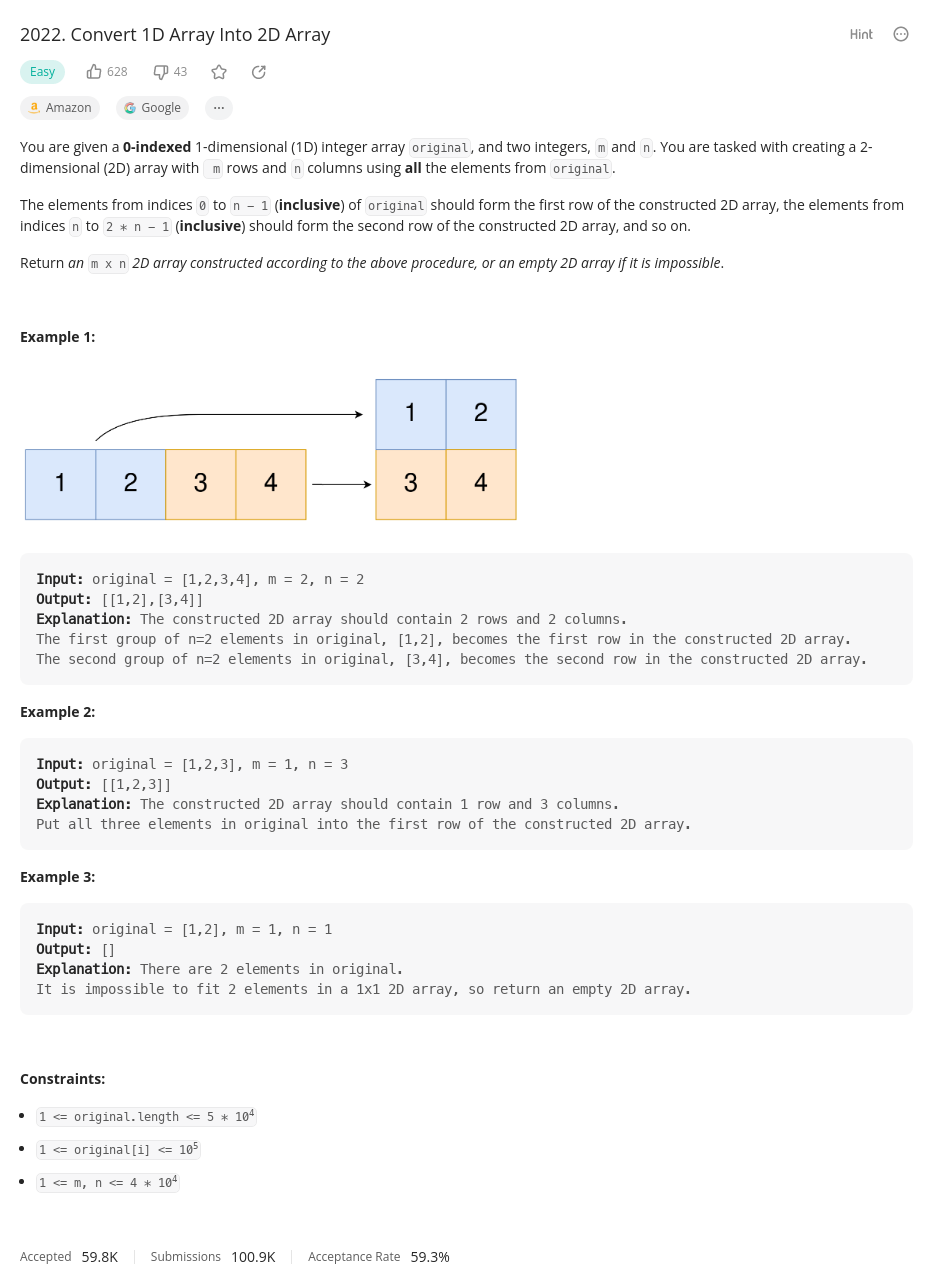 2022. Convert 1D Array Into 2D Array
Hint
Easy 628 43
Amazon Google ···
You are given a 0-indexed 1-dimensional (1D) integer array original, and two integers, m and n. You are tasked with creating a 2-
dimensional (2D) array with m rows and n columns using all the elements from original.
The elements from indices 0 to n - 1 (inclusive) of original should form the first row of the constructed 2D array, the elements from
indices n to 2 * n - 1 (inclusive) should form the second row of the constructed 2D array, and so on.
Return an m x n 2D array constructed according to the above procedure, or an empty 2D array if it is impossible.
Example 1:
1 2
1 2 3 4 3 4
Input: original = [1,2,3,4], m = 2, n = 2
Output: [[1,2],[3,4]]
Explanation: The constructed 2D array should contain 2 rows and 2 columns.
The first group of n=2 elements in original, [1,2], becomes the first row in the constructed 2D array.
The second group of n=2 elements in original, [3,4], becomes the second row in the constructed 2D array.
Example 2:
Input: original = [1,2,3], m = 1, n = 3
Output: [[1,2,3]]
Explanation: The constructed 2D array should contain 1 row and 3 columns.
Put all three elements in original into the first row of the constructed 2D array.
Example 3:
Input: original = [1,2], m = 1, n = 1
Output: []
Explanation: There are 2 elements in original.
It is impossible to fit 2 elements in a 1x1 2D array, so return an empty 2D array.
Constraints:
• 1 <= original.length <= 5 * 10⁴
• 1 <= original[i] <= 10⁵
• 1 <= m, n <= 4 * 10⁴
Accepted 59.8K Submissions 100.9K Acceptance Rate 59.3%